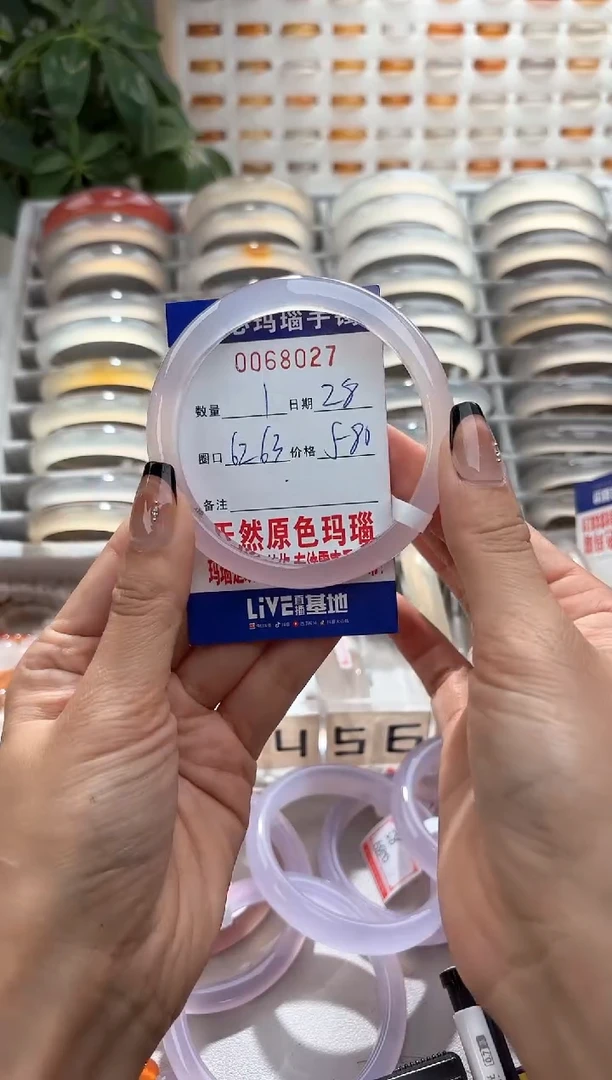 玛瑙手镯
0068027
数量 1 日期 28
圈口 62 63 价格 580
备注
天然原色玛瑙
LiVE直播基地
456